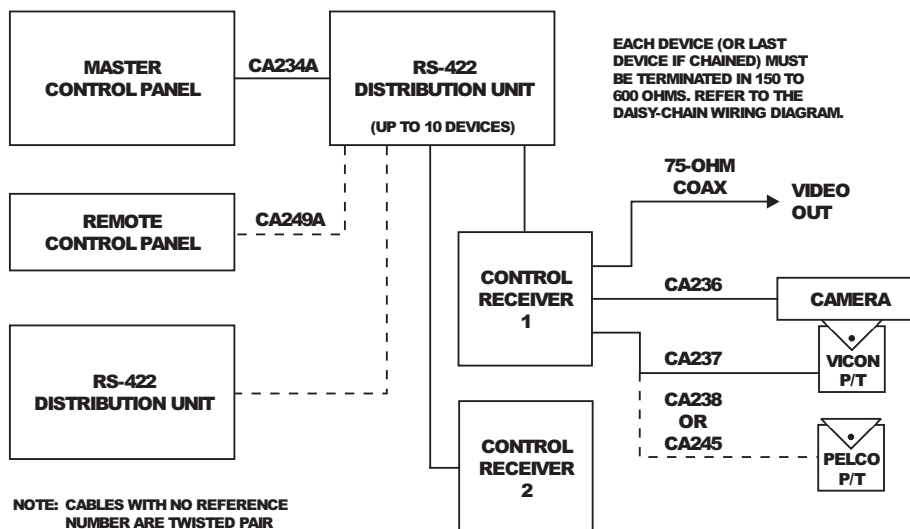 MASTER
CONTROL PANEL
CA234A
RS-422
DISTRIBUTION UNIT
(UP TO 10 DEVICES)
EACH DEVICE (OR LAST
DEVICE IF CHAINED) MUST
BE TERMINATED IN 150 TO
600 OHMS. REFER TO THE
DAISY-CHAIN WIRING DIAGRAM.
75-OHM
COAX
VIDEO
OUT
REMOTE
CONTROL PANEL
CA249A
CONTROL
RECEIVER
1
CA236
CAMERA
CA237
VICON
P/T
RS-422
DISTRIBUTION UNIT
CA238
OR
CA245
PELCO
P/T
CONTROL
RECEIVER
2
NOTE: CABLES WITH NO REFERENCE
NUMBER ARE TWISTED PAIR